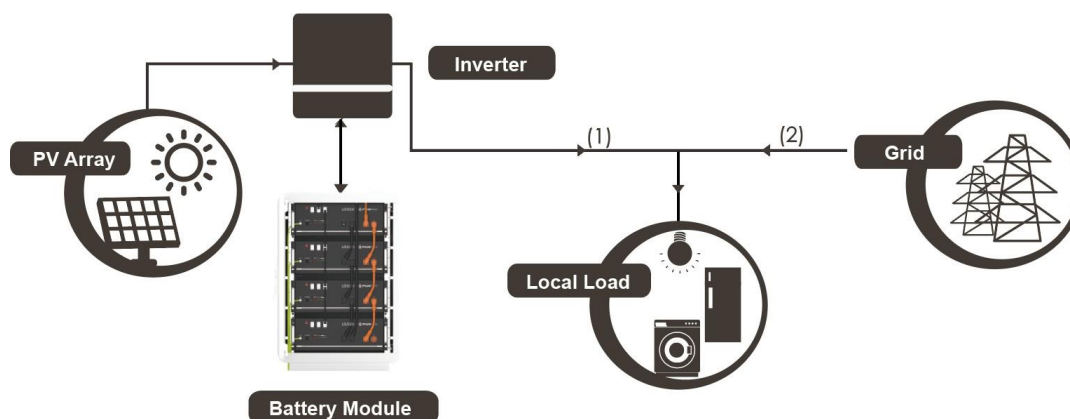 Inverter
(1)
(2)
PV Array
Grid
Local Load
Battery Module